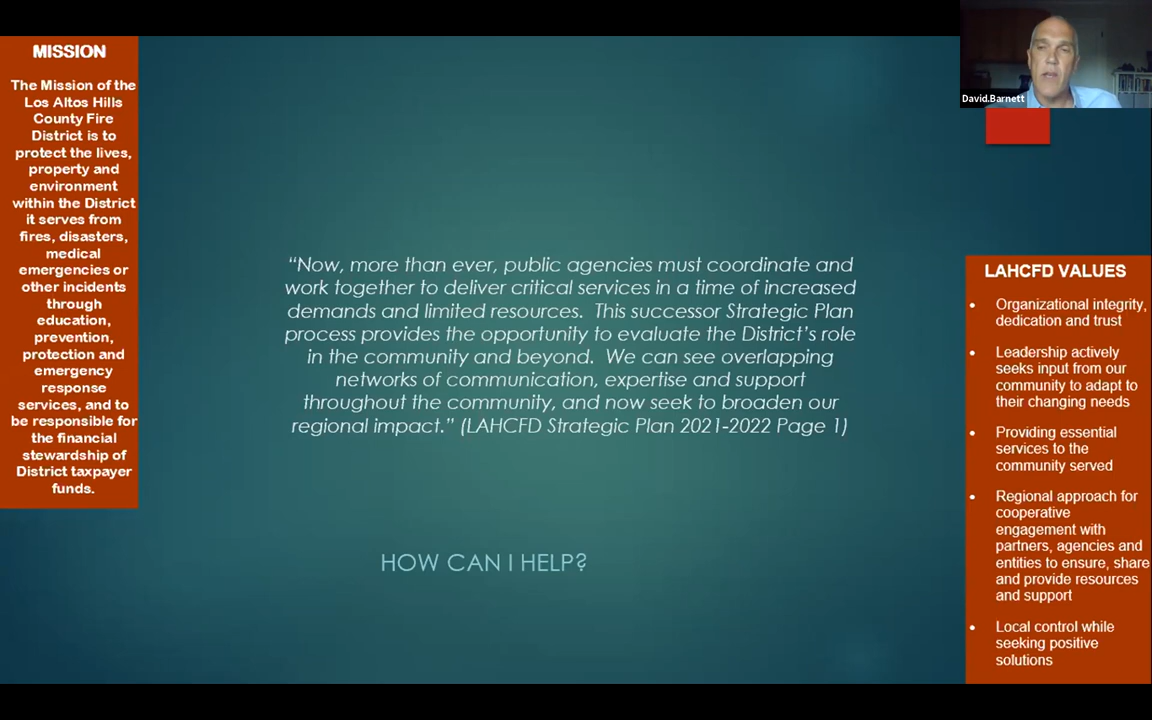 MISSION
The Mission of the
Los Altos Hills
County Fire
District is to
protect the lives,
property and
environment
within the District
it serves from
fires, disasters,
medical
emergencies or
other incidents
through
education,
prevention,
protection and
emergency
response
services, and to
be responsible for
the financial
stewardship of
District taxpayer
funds.
“Now, more than ever, public agencies must coordinate and
work together to deliver critical services in a time of increased
demands and limited resources.  This successor Strategic Plan
process provides the opportunity to evaluate the District’s role
in the community and beyond.  We can see overlapping
networks of communication, expertise and support
throughout the community, and now seek to broaden our
regional impact.” (LAHCFD Strategic Plan 2021-2022 Page 1)
HOW CAN I HELP?
David.Barnett
LAHCFD VALUES
• Organizational integrity,
dedication and trust
• Leadership actively
seeks input from our
community to adapt to
their changing needs
• Providing essential
services to the
community served
• Regional approach for
cooperative
engagement with
partners, agencies and
entities to ensure, share
and provide resources
and support
• Local control while
seeking positive
solutions